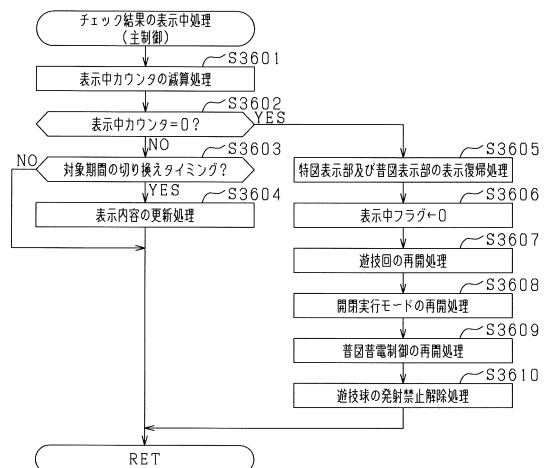 チェック結果の表示中処理
(主制御)
S3601
表示中カウンタの減算処理
S3602
表示中カウンタ=0?
YES
NO
S3603
NO
対象期間の切り換えタイミング?
YES
S3604
表示内容の更新処理
S3605
特図表示部及び普図表示部の表示復帰処理
S3606
表示中フラグ←0
S3607
遊技回の再開処理
S3608
開閉実行モードの再開処理
S3609
普図普電制御の再開処理
S3610
遊技球の発射禁止解除処理
RET